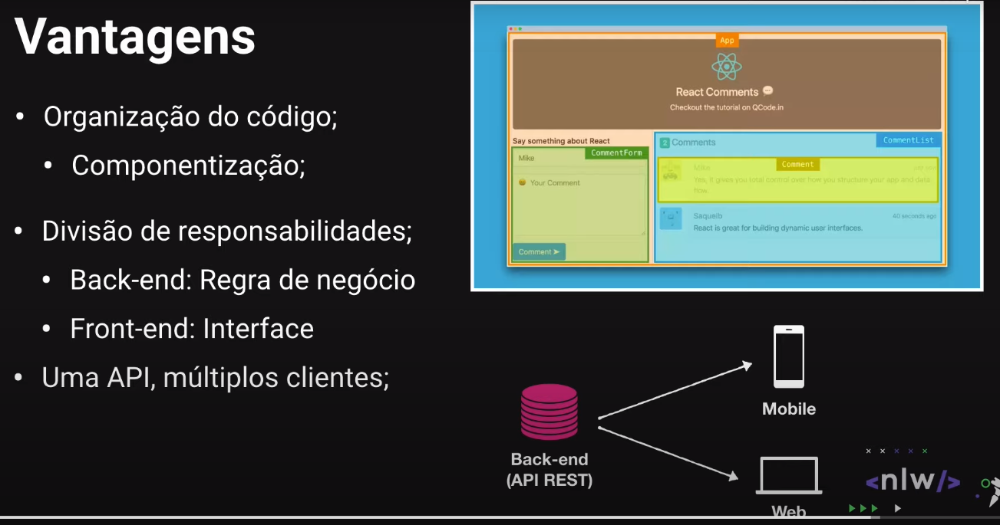 Vantagens
• Organização do código;
• Componentização;
• Divisão de responsabilidades;
• Back-end: Regra de negócio
• Front-end: Interface
• Uma API, múltiplos clientes;
App
React Comments
Checkout the tutorial on QCode.in
Say something about React
CommentForm
Mike
Your Comment
Comment
2 Comments
CommentList
Comment
Mike
just now
Yes, it gives you total control over how you structure your app and data
flow.
Saqueib
40 seconds ago
React is great for building dynamic user interfaces.
Mobile
Back-end
(API REST)
Web
<nlw/>